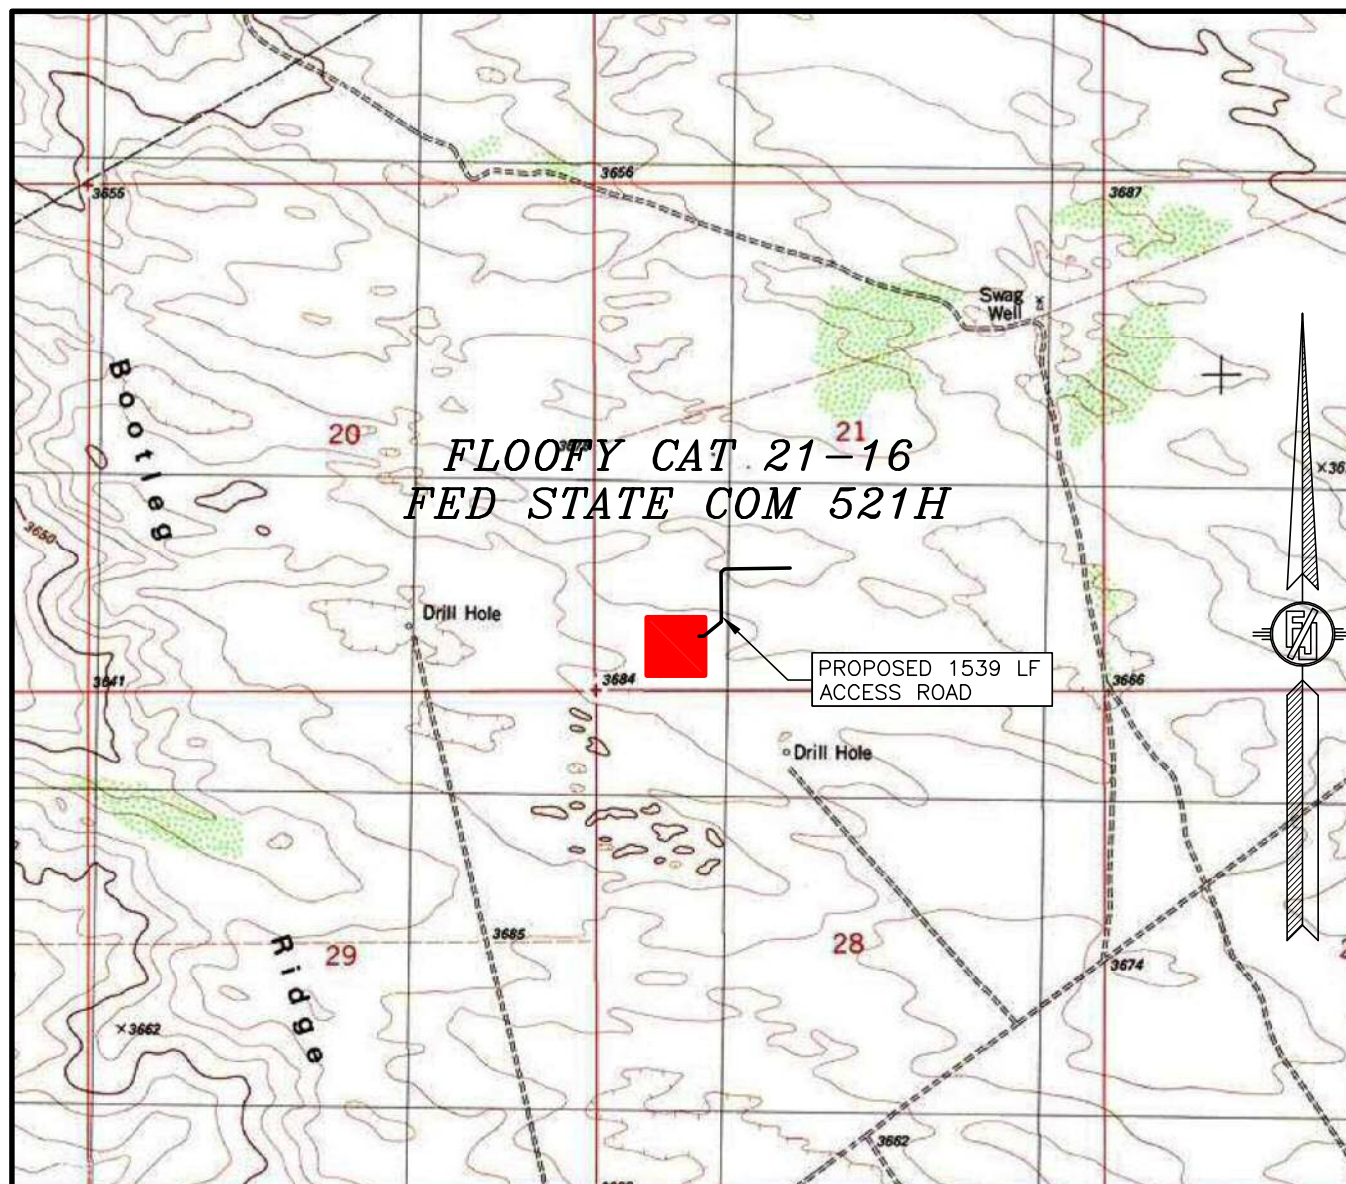 3655
3656
3687
Swag
Well
Bootleg
20
21
FLOOFY CAT 21-16
FED STATE COM 521H
3650
Drill Hole
PROPOSED 1539 LF
ACCESS ROAD
3641
3684
3666
Drill Hole
3685
29
28
3674
Ridge
3662
3662